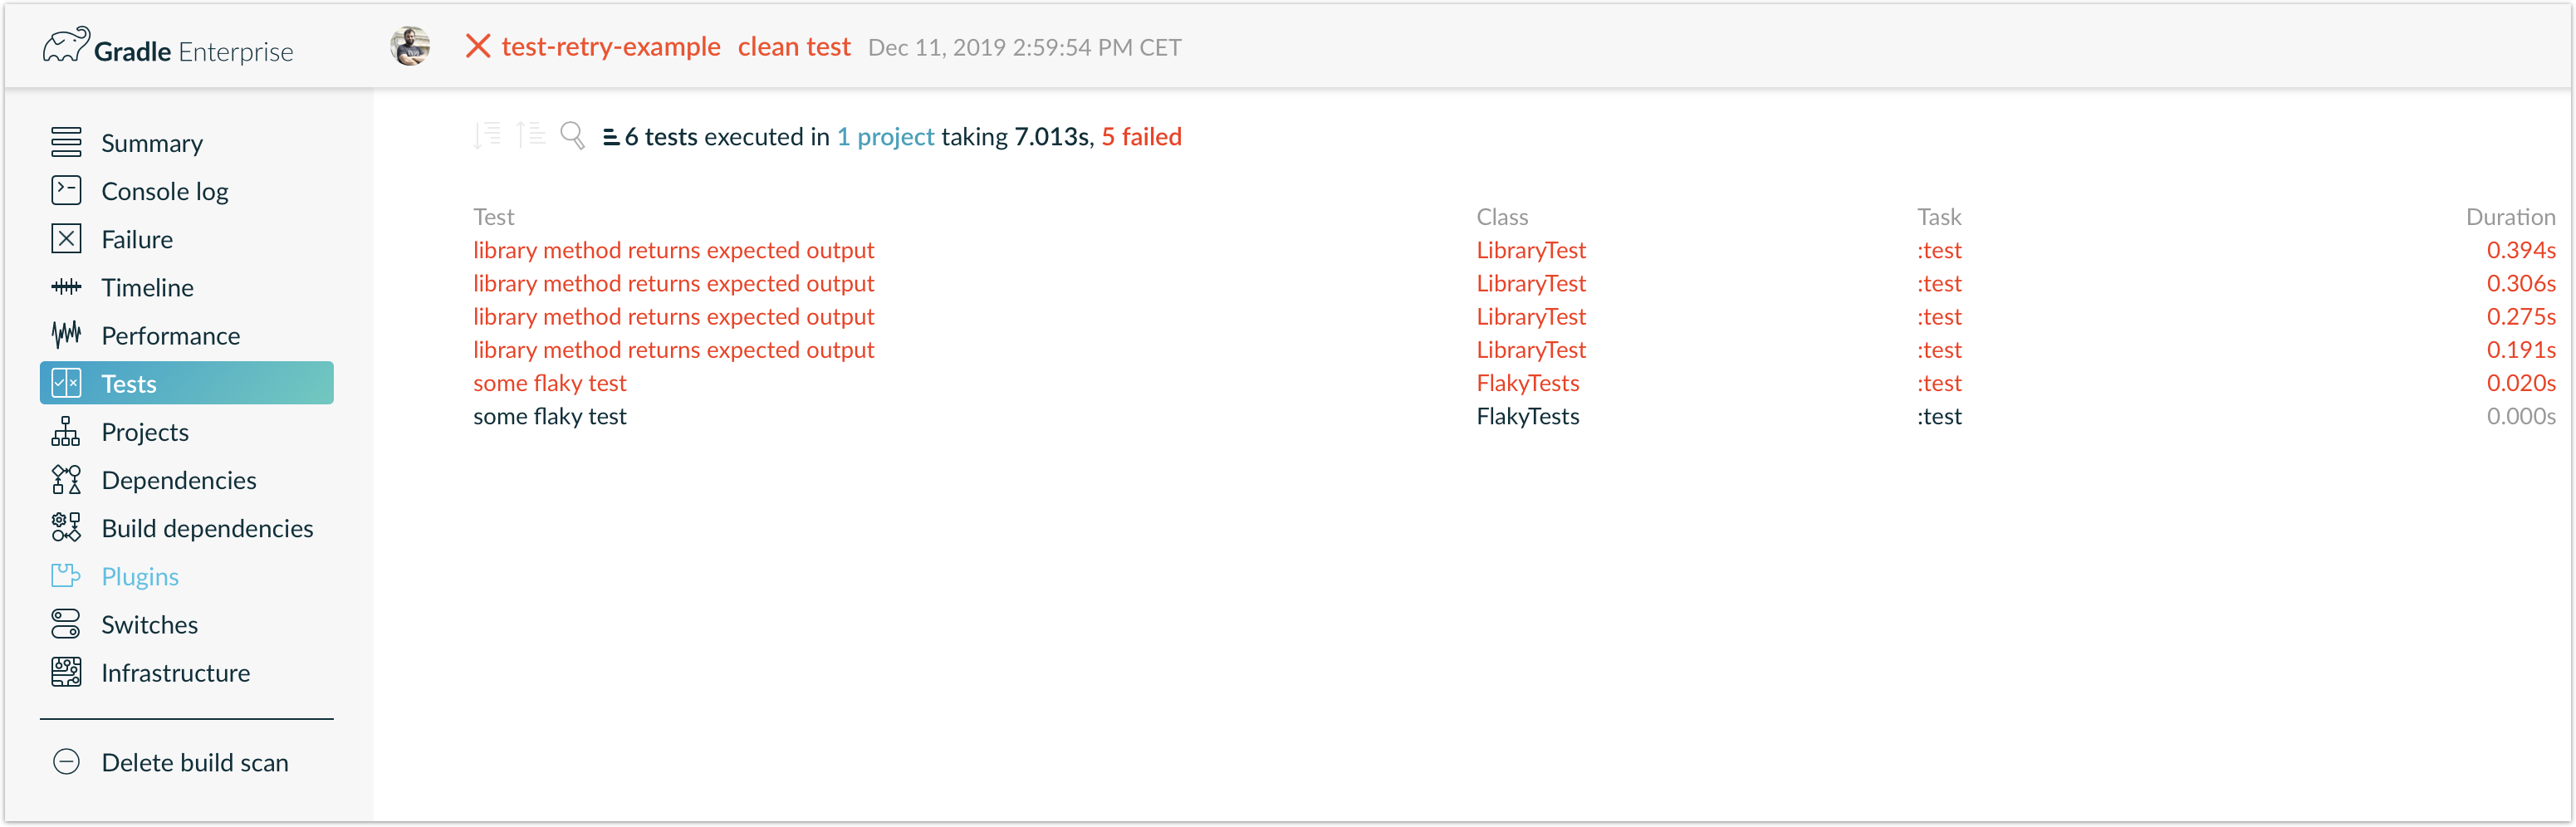 Gradle Enterprise
test-retry-example clean test Dec 11, 2019 2:59:54 PM CET
Summary
Console log
Failure
Timeline
Performance
Tests
Projects
Dependencies
Build dependencies
Plugins
Switches
Infrastructure
Delete build scan
6 tests executed in 1 project taking 7.013s, 5 failed
Test Class Task Duration
library method returns expected output LibraryTest :test 0.394s
library method returns expected output LibraryTest :test 0.306s
library method returns expected output LibraryTest :test 0.275s
library method returns expected output LibraryTest :test 0.191s
some flaky test FlakyTests :test 0.020s
some flaky test FlakyTests :test 0.000s